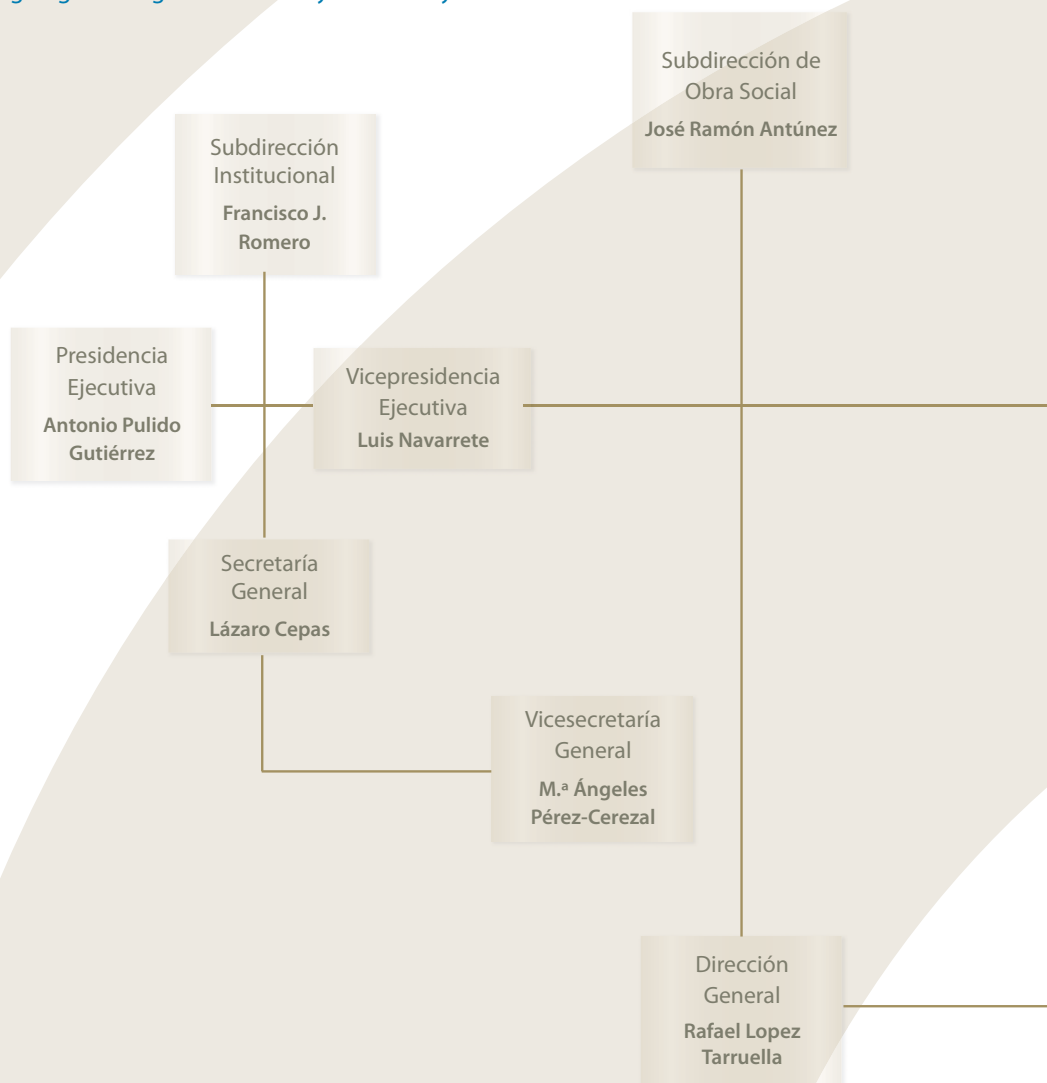 Subdirección de
Obra Social
José Ramón Antúnez
Subdirección
Institucional
Francisco J.
Romero
Presidencia
Ejecutiva
Antonio Pulido
Gutiérrez
Vicepresidencia
Ejecutiva
Luis Navarrete
Secretaría
General
Lázaro Cepas
Vicesecretaría
General
M.ª Ángeles
Pérez-Cerezal
Dirección
General
Rafael Lopez
Tarruella